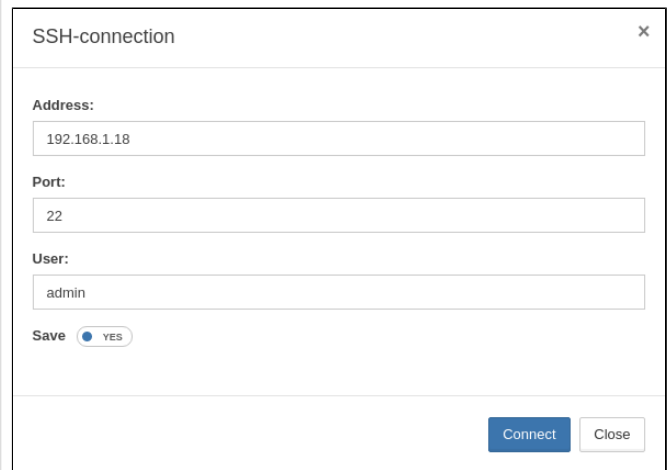 SSH-connection ×
Address:
192.168.1.18
Port:
22
User:
admin
Save YES
Connect Close